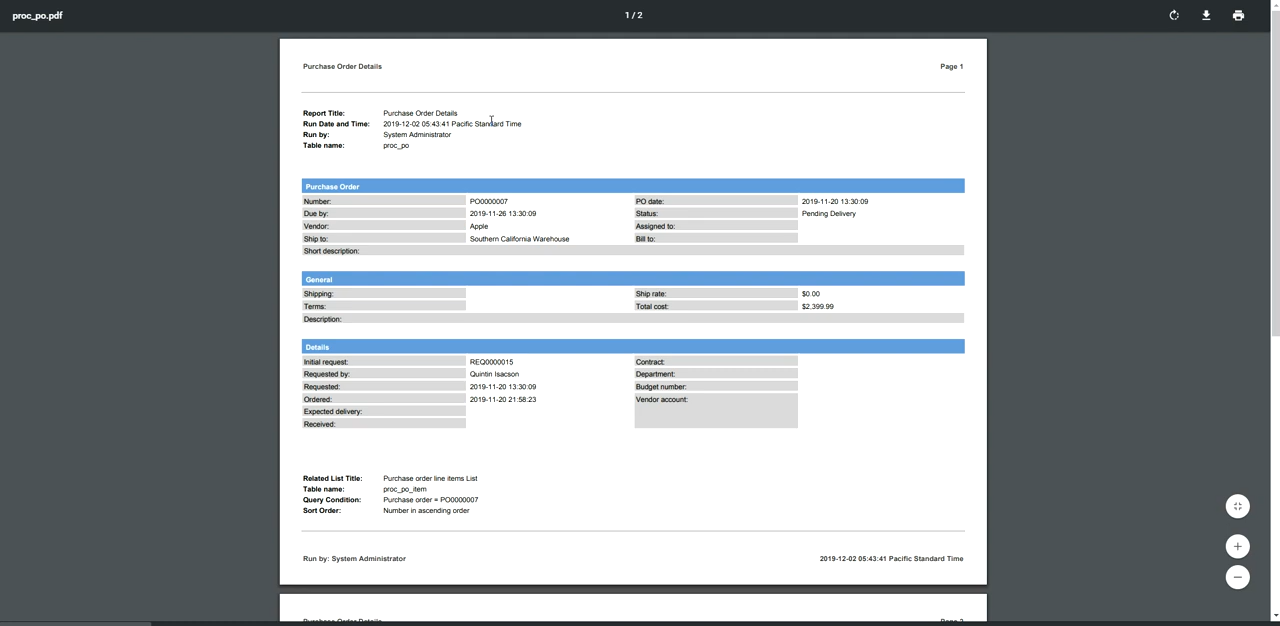 proc_po.pdf 1 / 2
Purchase Order Details Page 1
Report Title: Purchase Order Details
Run Date and Time: 2019-12-02 05:43:41 Pacific Standard Time
Run by: System Administrator
Table name: proc_po
Purchase Order
Number: PO0000007 PO date: 2019-11-20 13:30:09
Due by: 2019-11-26 13:30:09 Status: Pending Delivery
Vendor: Apple Assigned to:
Ship to: Southern California Warehouse Bill to:
Short description:
General
Shipping: Ship rate: $0.00
Terms: Total cost: $2,399.99
Description:
Details
Initial request: REQ0000015 Contract:
Requested by: Quintin Isacson Department:
Requested: 2019-11-20 13:30:09 Budget number:
Ordered: 2019-11-20 21:58:23 Vendor account:
Expected delivery:
Received:
Related List Title: Purchase order line items List
Table name: proc_po_item
Query Condition: Purchase order = PO0000007
Sort Order: Number in ascending order
Run by: System Administrator 2019-12-02 05:43:41 Pacific Standard Time
Purchase Order Details Page 2